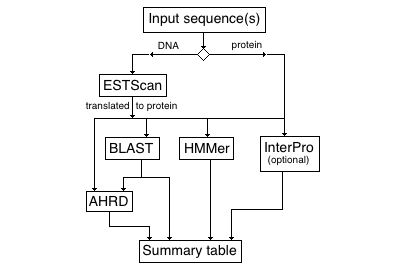 Input sequence(s)
DNA
protein
ESTScan
translated to protein
BLAST
HMMer
InterPro
(optional)
AHRD
Summary table